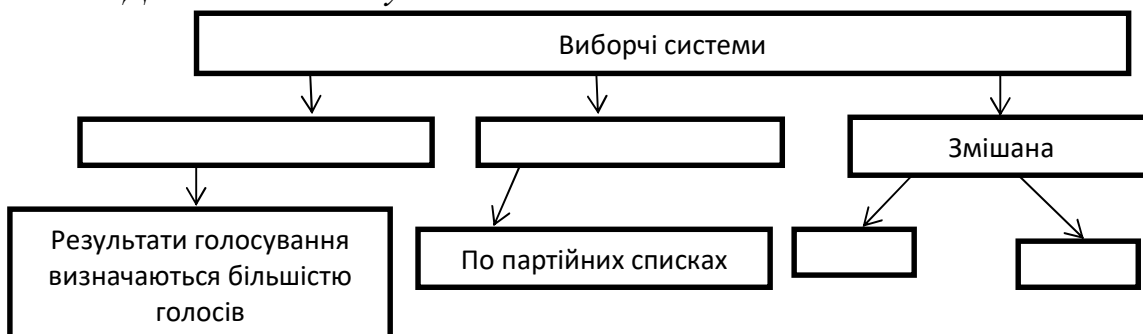 Виборчі системи
Змішана
Результати голосування
визначаються більшістю
голосів
По партійних списках